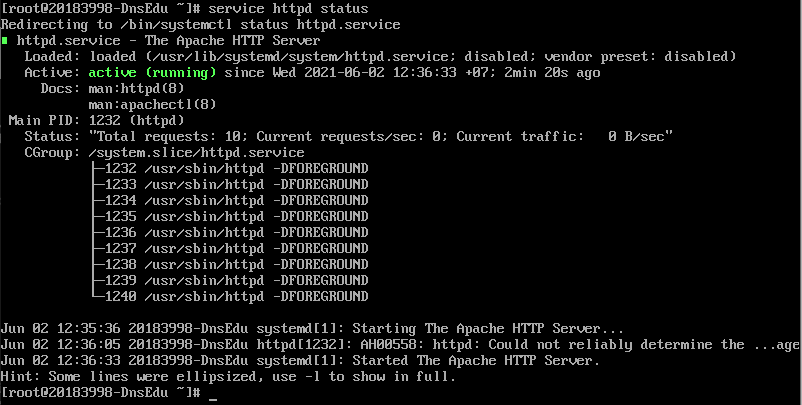 [root@20183998-DnsEdu ~]# service httpd status
Redirecting to /bin/systemctl status httpd.service
httpd.service - The Apache HTTP Server
   Loaded: loaded (/usr/lib/systemd/system/httpd.service; disabled; vendor preset: disabled)
   Active: active (running) since Wed 2021-06-02 12:36:33 +07; 2min 20s ago
     Docs: man:httpd(8)
           man:apachectl(8)
 Main PID: 1232 (httpd)
   Status: "Total requests: 10; Current requests/sec: 0; Current traffic:   0 B/sec"
   CGroup: /system.slice/httpd.service
           ├─1232 /usr/sbin/httpd -DFOREGROUND
           ├─1233 /usr/sbin/httpd -DFOREGROUND
           ├─1234 /usr/sbin/httpd -DFOREGROUND
           ├─1235 /usr/sbin/httpd -DFOREGROUND
           ├─1236 /usr/sbin/httpd -DFOREGROUND
           ├─1237 /usr/sbin/httpd -DFOREGROUND
           ├─1238 /usr/sbin/httpd -DFOREGROUND
           ├─1239 /usr/sbin/httpd -DFOREGROUND
           └─1240 /usr/sbin/httpd -DFOREGROUND
Jun 02 12:35:36 20183998-DnsEdu systemd[1]: Starting The Apache HTTP Server...
Jun 02 12:36:05 20183998-DnsEdu httpd[1232]: AH00558: httpd: Could not reliably determine the ...age
Jun 02 12:36:33 20183998-DnsEdu systemd[1]: Started The Apache HTTP Server.
Hint: Some lines were ellipsized, use -l to show in full.
[root@20183998-DnsEdu ~]# _